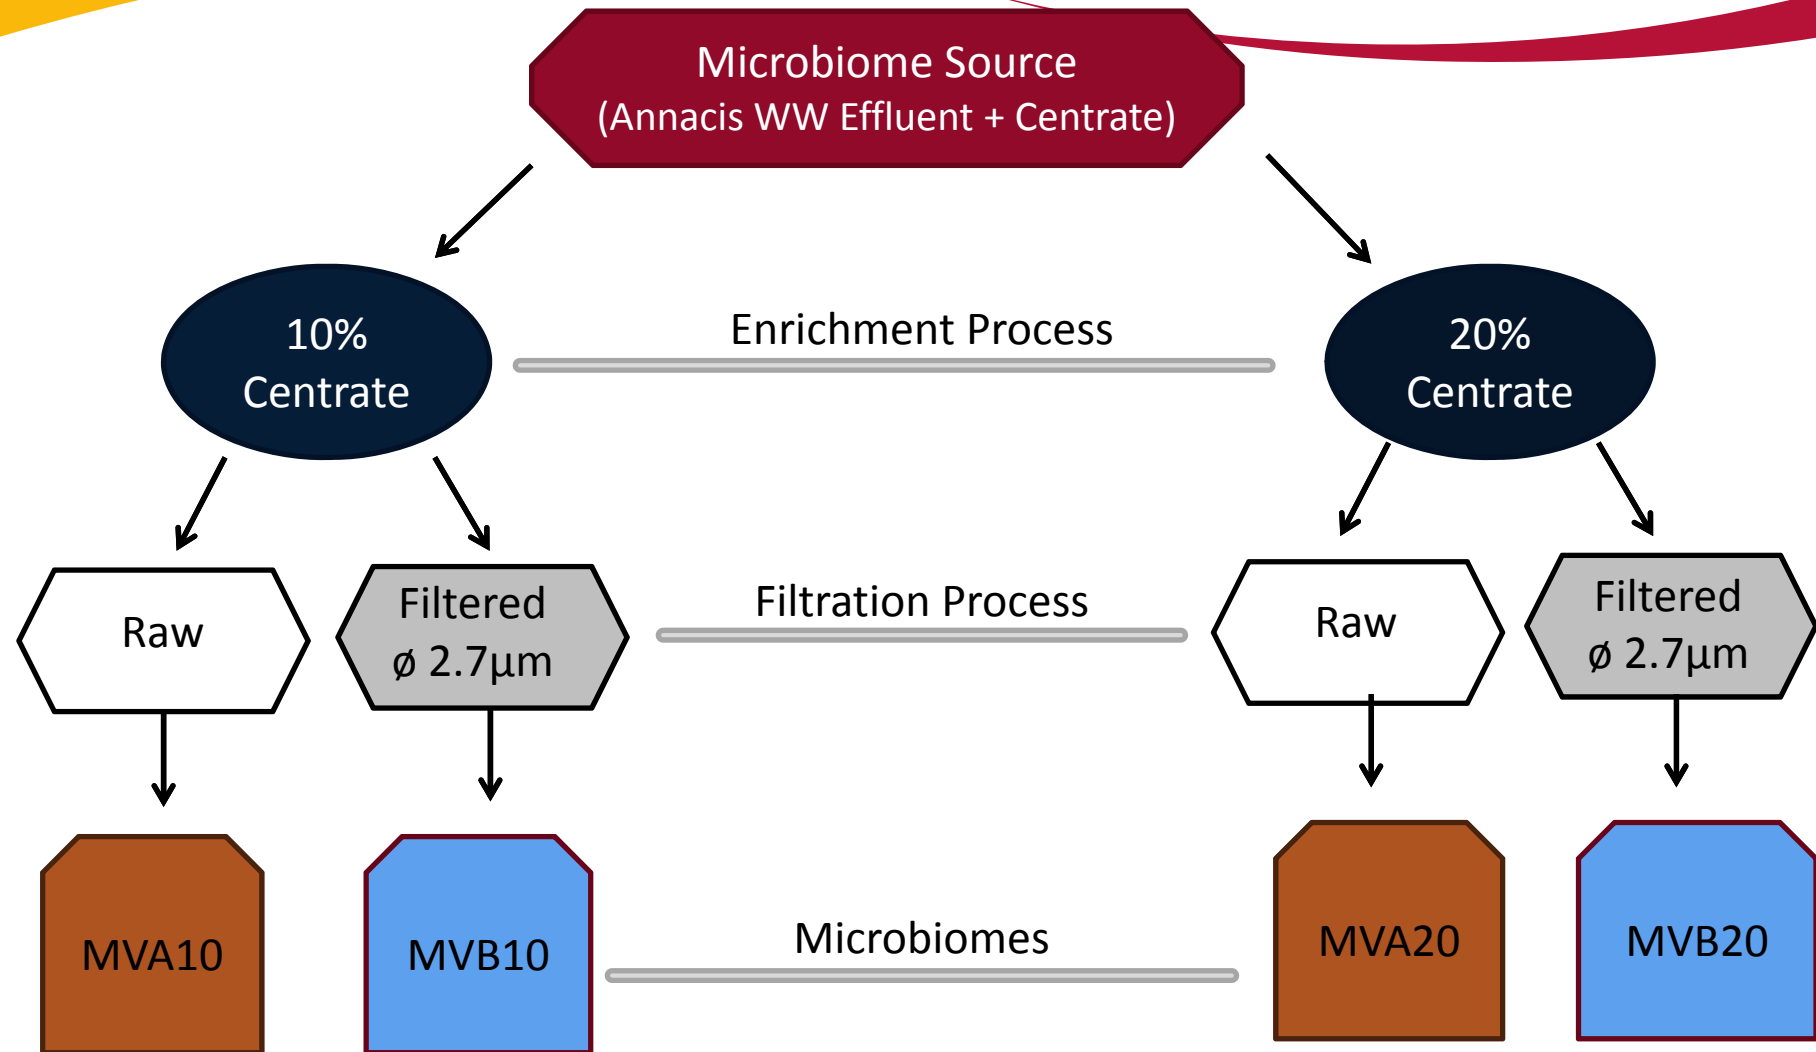 Microbiome Source
(Annacis WW Effluent + Centrate)
10%
Centrate
Enrichment Process
20%
Centrate
Raw
Filtered
ø 2.7µm
Filtration Process
Raw
Filtered
ø 2.7µm
MVA10
MVB10
Microbiomes
MVA20
MVB20